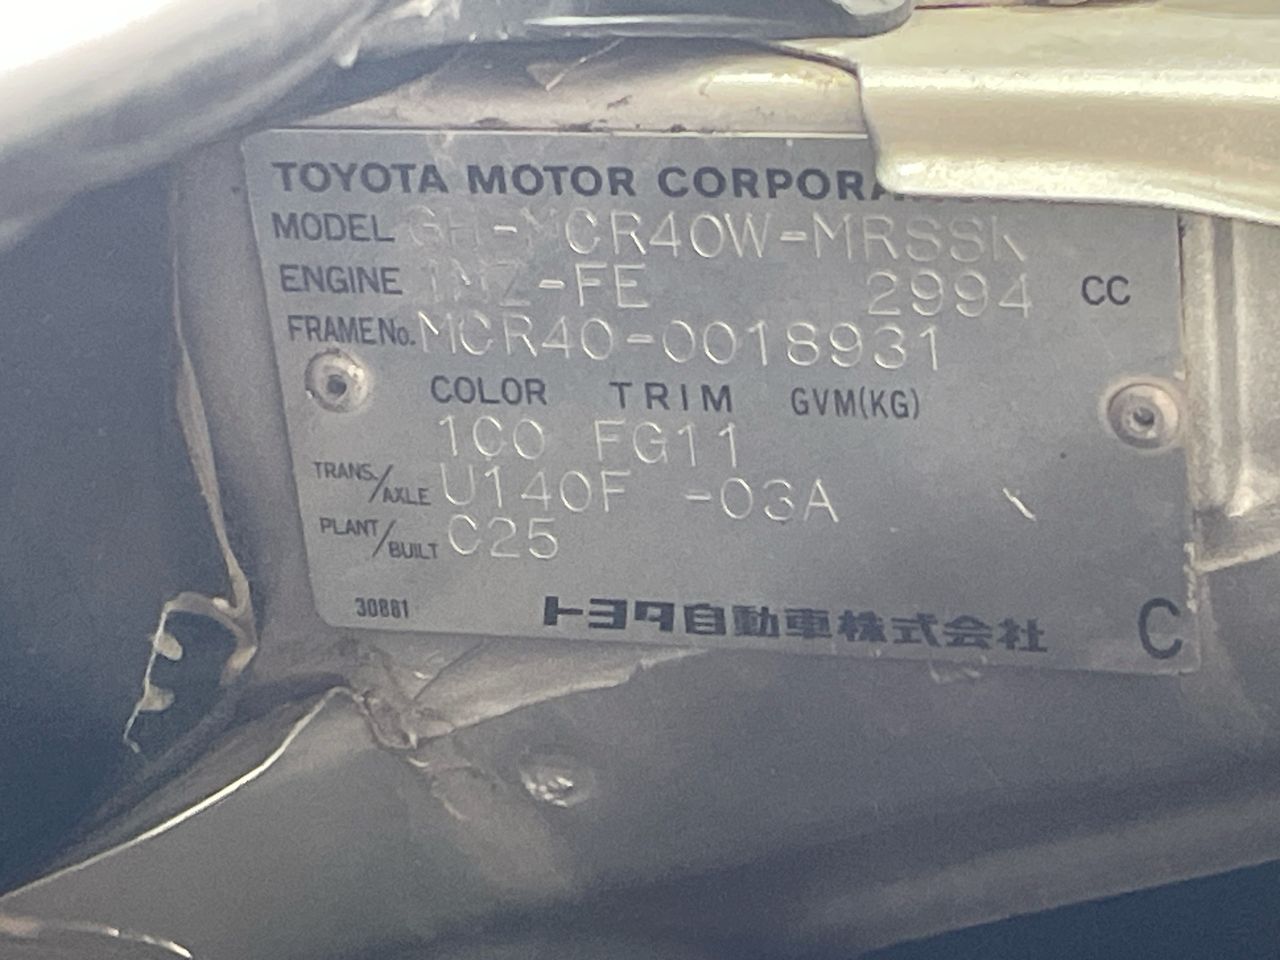 TOYOTA MOTOR CORPORA
MODEL GH-MCR40W-MRSSK
ENGINE 1MZ-FE 2994 CC
FRAME No. MCR40-0018931
COLOR TRIM GVM(KG)
1C0 FG11
TRANS./AXLE U140F -03A
PLANT/BUILT C25
30881 トヨタ自動車株式会社 C